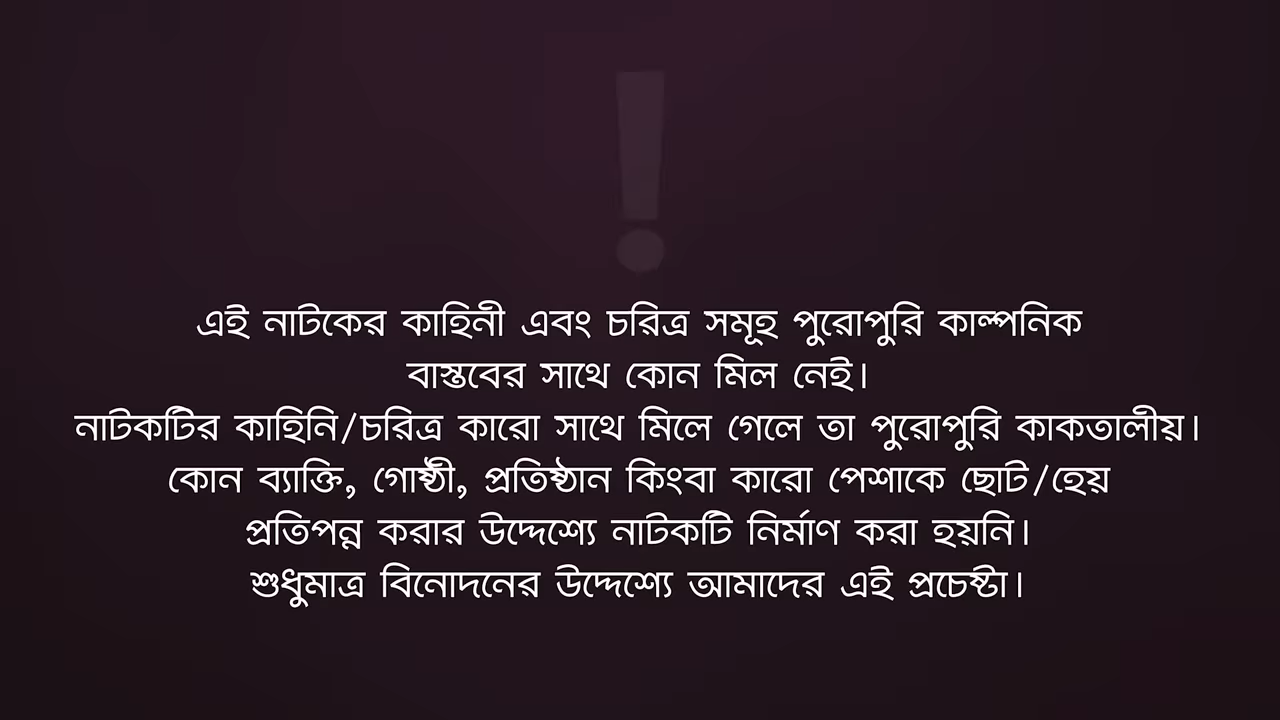 এই নাটকের কাহিনী এবং চরিত্র সমূহ পুরোপুরি কাল্পনিক
বাস্তবের সাথে কোন মিল নেই।
নাটকটির কাহিনি/চরিত্র কারো সাথে মিলে গেলে তা পুরোপুরি কাকতালীয়।
কোন ব্যাক্তি, গোষ্ঠী, প্রতিষ্ঠান কিংবা কারো পেশাকে ছোট/হেয়
প্রতিপন্ন করার উদ্দেশ্যে নাটকটি নির্মাণ করা হয়নি।
শুধুমাত্র বিনোদনের উদ্দেশ্যে আমাদের এই প্রচেষ্টা।